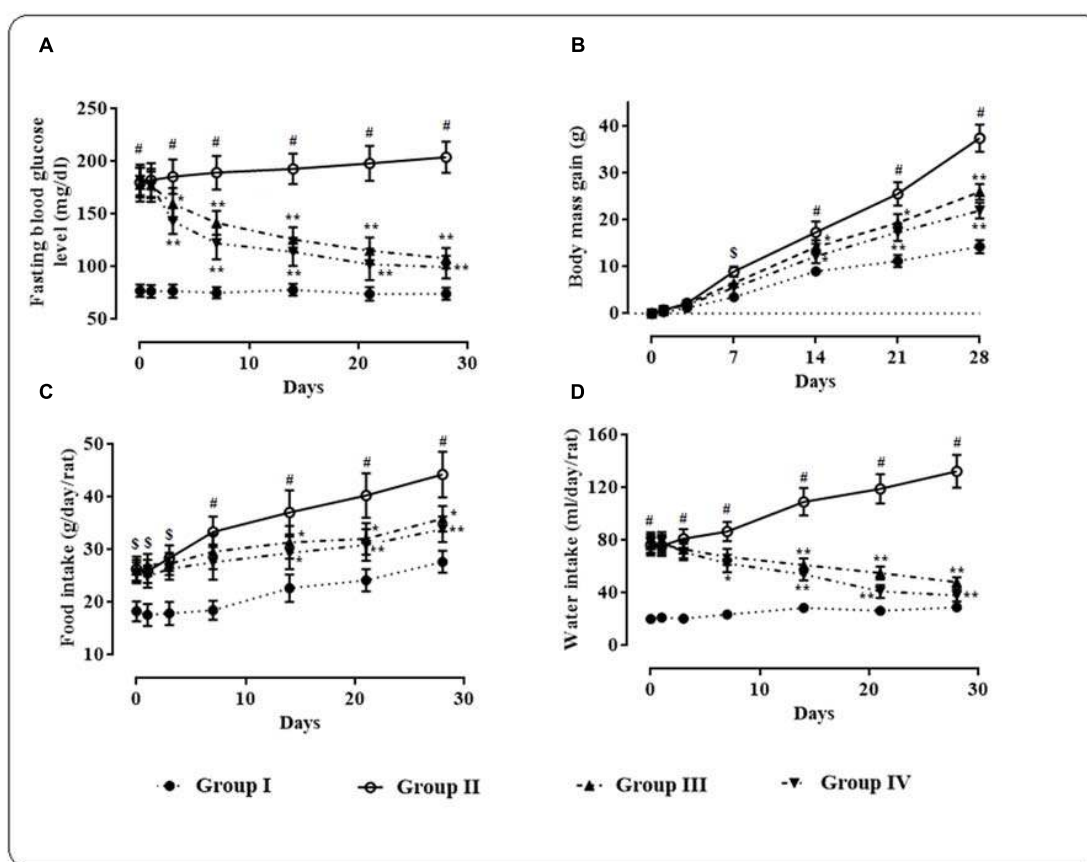 A
Fasting blood glucose
level (mg/dl)
250
200
150
100
50
# # # # # #
* ** ** ** **
** ** ** ** **
0 10 20 30
Days
B
Body mass gain (g)
40
30
20
10
0
$ # # #
* * **
* ** **
0 7 14 21 28
Days
C
Food intake (g/day/rat)
50
40
30
20
10
$ $ $ # # # #
* * *
* ** **
0 10 20 30
Days
D
Water intake (ml/day/rat)
160
120
80
40
0
# # # # # #
** ** **
* ** ** **
0 10 20 30
Days
Group I Group II Group III Group IV